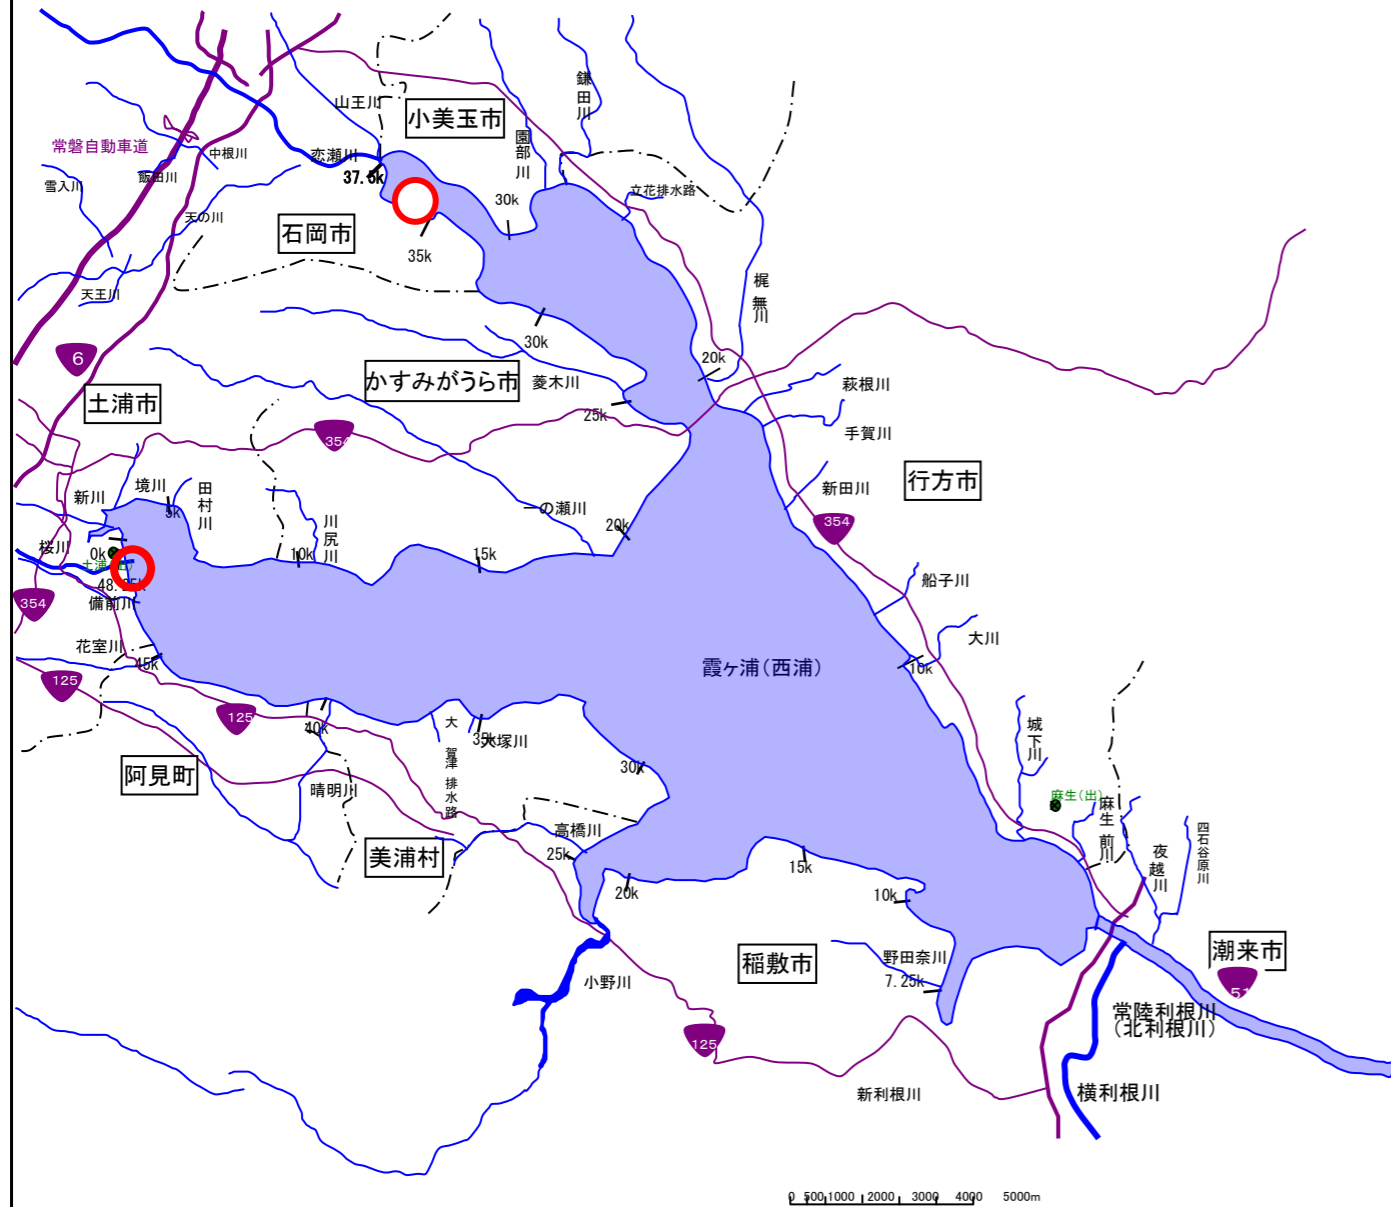 鎌田川
山王川
小美玉市
園部川
常磐自動車道
中根川
恋瀬川
37.5k
飯田川
雪入川
立花排水路
30k
天の川
石岡市
35k
天王川
梶無川
30k
6
20k
かすみがうら市
菱木川
萩根川
土浦市
25k
手賀川
354
行方市
新川
境川
田村川
5k
新田川
一の瀬川
川尻川
20k
354
桜川
0k
10k
15k
48.25k
船子川
354
備前川
大川
花室川
45k
霞ヶ浦(西浦)
10k
125
125
40k
大賀津排水路
35k
大塚川
城下川
30k
阿見町
晴明川
麻生(出)
麻生前川
高橋川
四石谷原川
美浦村
25k
夜越川
15k
20k
10k
稲敷市
野田奈川
潮来市
小野川
7.25k
51
常陸利根川
(北利根川)
125
新利根川
横利根川
0 500 1000 2000 3000 4000 5000m